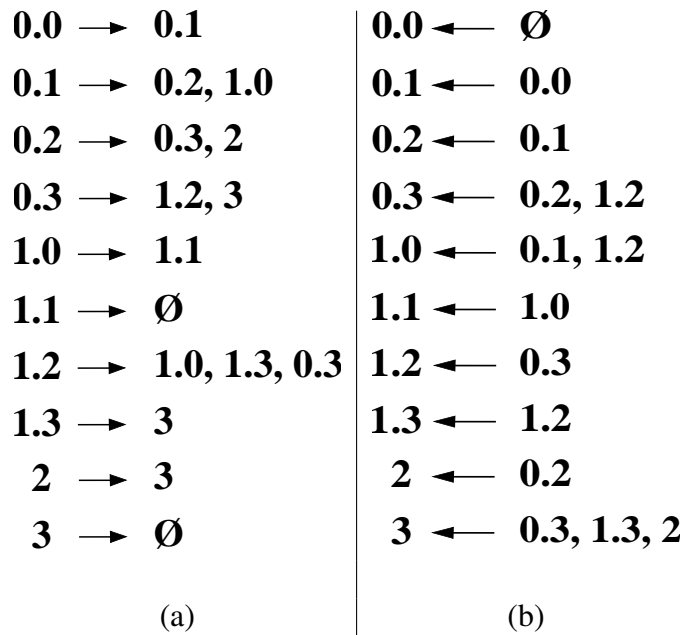 0.0 → 0.1
0.1 → 0.2, 1.0
0.2 → 0.3, 2
0.3 → 1.2, 3
1.0 → 1.1
1.1 → Ø
1.2 → 1.0, 1.3, 0.3
1.3 → 3
2 → 3
3 → Ø
(a)
0.0 ← Ø
0.1 ← 0.0
0.2 ← 0.1
0.3 ← 0.2, 1.2
1.0 ← 0.1, 1.2
1.1 ← 1.0
1.2 ← 0.3
1.3 ← 1.2
2 ← 0.2
3 ← 0.3, 1.3, 2
(b)